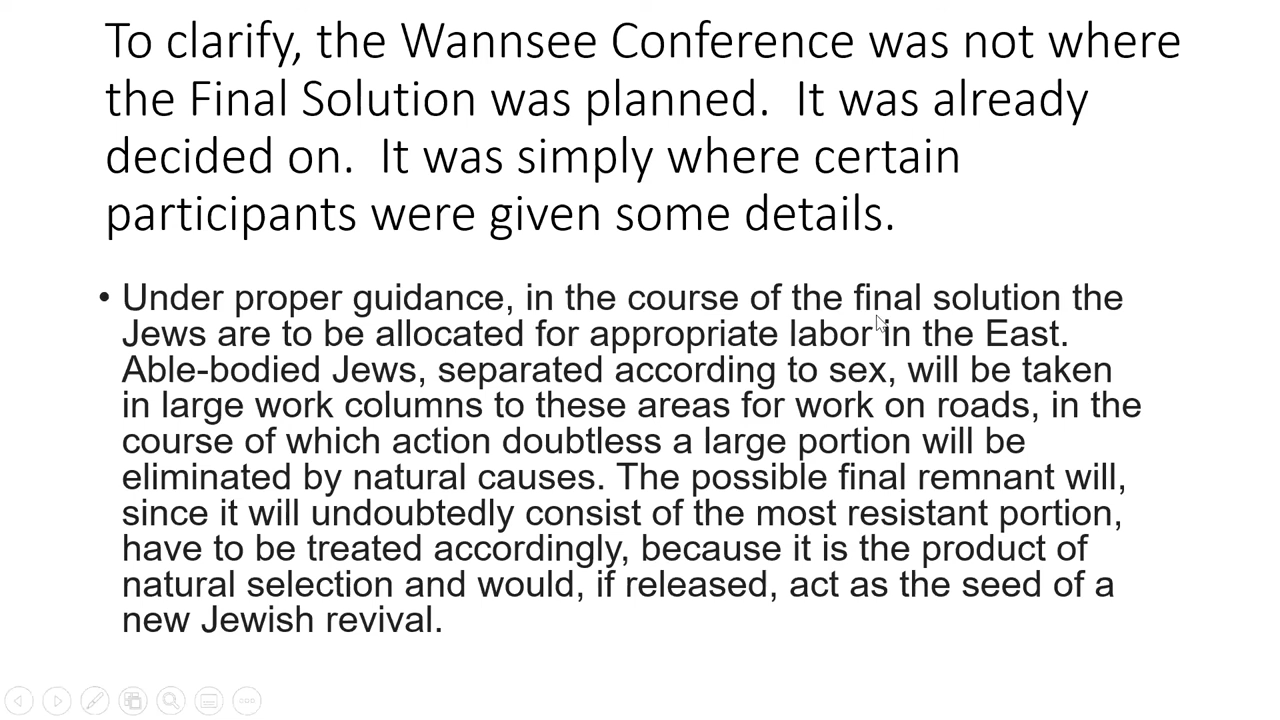 To clarify, the Wannsee Conference was not where
the Final Solution was planned.  It was already
decided on.  It was simply where certain
participants were given some details.
• Under proper guidance, in the course of the final solution the
Jews are to be allocated for appropriate labor in the East.
Able-bodied Jews, separated according to sex, will be taken
in large work columns to these areas for work on roads, in the
course of which action doubtless a large portion will be
eliminated by natural causes. The possible final remnant will,
since it will undoubtedly consist of the most resistant portion,
have to be treated accordingly, because it is the product of
natural selection and would, if released, act as the seed of a
new Jewish revival.